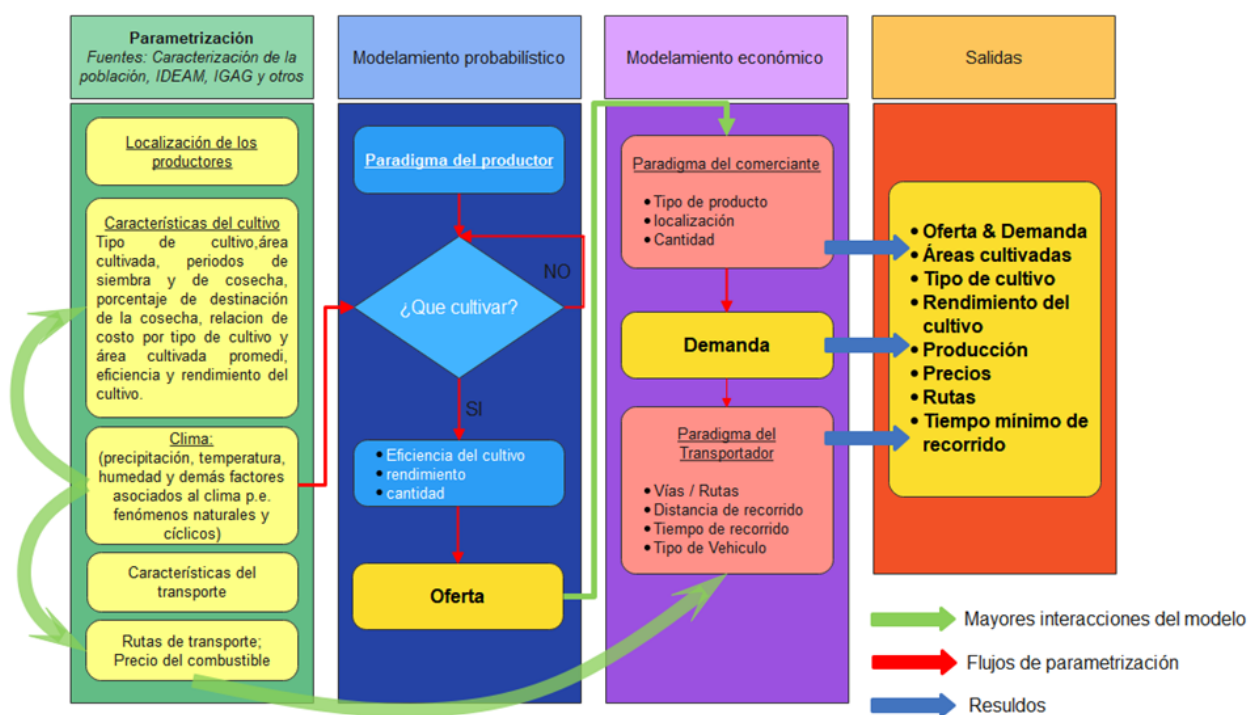 Parametrización
Fuentes: Caracterización de la
población, IDEAM, IGAG y otros
Modelamiento probabilístico
Modelamiento económico
Salidas
Localización de los
productores
Características del cultivo
Tipo de cultivo,área
cultivada, periodos de
siembra y de cosecha,
porcentaje de destinación
de la cosecha, relacion de
costo por tipo de cultivo y
área cultivada promedi,
eficiencia y rendimiento del
cultivo.
Clima:
(precipitación, temperatura,
humedad y demás factores
asociados al clima p.e.
fenómenos naturales y
cíclicos)
Características del
transporte
Rutas de transporte;
Precio del combustible
Paradigma del productor
¿Que cultivar?
NO
SI
• Eficiencia del cultivo
• rendimiento
• cantidad
Oferta
Paradigma del comerciante
• Tipo de producto
• localización
• Cantidad
Demanda
Paradigma del
Transportador
• Vías / Rutas
• Distancia de recorrido
• Tiempo de recorrido
• Tipo de Vehiculo
• Oferta & Demanda
• Áreas cultivadas
• Tipo de cultivo
• Rendimiento del
cultivo
• Producción
• Precios
• Rutas
• Tiempo mínimo de
recorrido
Mayores interacciones del modelo
Flujos de parametrización
Resuldos